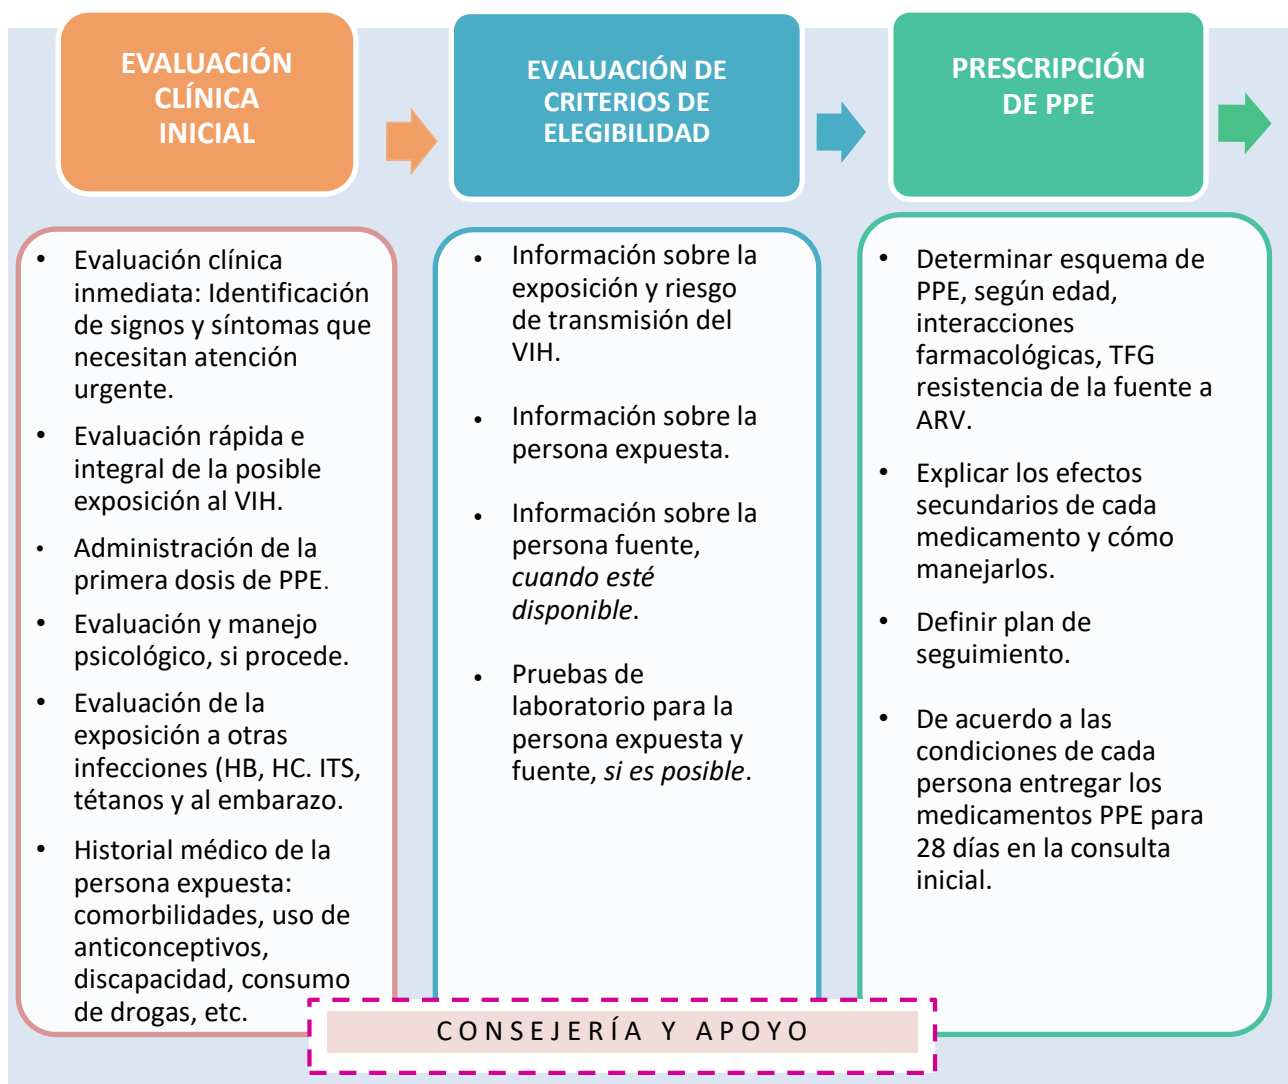 EVALUACIÓN
CLÍNICA
INICIAL
EVALUACIÓN DE
CRITERIOS DE
ELEGIBILIDAD
PRESCRIPCIÓN
DE PPE
• Evaluación clínica
inmediata: Identificación
de signos y síntomas que
necesitan atención
urgente.
• Evaluación rápida e
integral de la posible
exposición al VIH.
• Administración de la
primera dosis de PPE.
• Evaluación y manejo
psicológico, si procede.
• Evaluación de la
exposición a otras
infecciones (HB, HC. ITS,
tétanos y al embarazo.
• Historial médico de la
persona expuesta:
comorbilidades, uso de
anticonceptivos,
discapacidad, consumo
de drogas, etc.
• Información sobre la
exposición y riesgo
de transmisión del
VIH.
• Información sobre la
persona expuesta.
• Información sobre la
persona fuente,
cuando esté
disponible.
• Pruebas de
laboratorio para la
persona expuesta y
fuente, si es posible.
• Determinar esquema de
PPE, según edad,
interacciones
farmacológicas, TFG
resistencia de la fuente a
ARV.
• Explicar los efectos
secundarios de cada
medicamento y cómo
manejarlos.
• Definir plan de
seguimiento.
• De acuerdo a las
condiciones de cada
persona entregar los
medicamentos PPE para
28 días en la consulta
inicial.
CONSEJERÍA Y APOYO